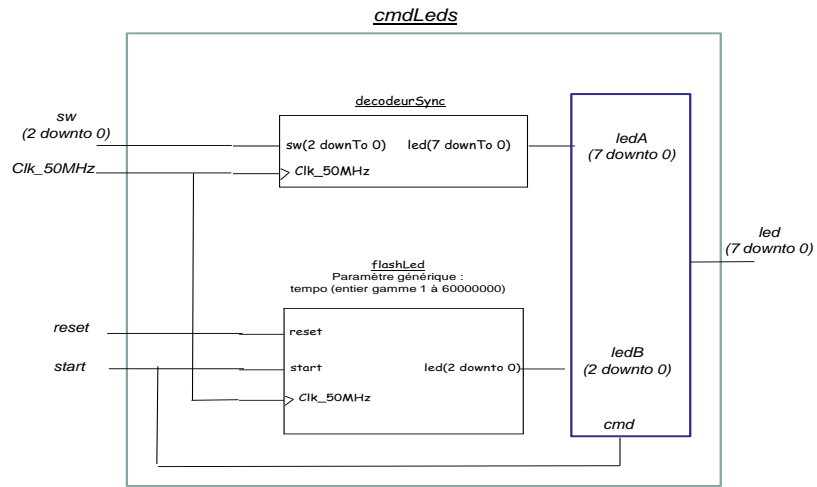 cmdLeds
decodeurSync
sw
(2 downto 0)
sw(2 downTo 0) led(7 downTo 0)
Clk_50MHz
Clk_50MHz
ledA
(7 downto 0)
led
(7 downto 0)
flashLed
Paramètre générique :
tempo (entier gamme 1 à 60000000)
reset
reset
start
start
led(2 downto 0)
Clk_50MHz
ledB
(2 downto 0)
cmd